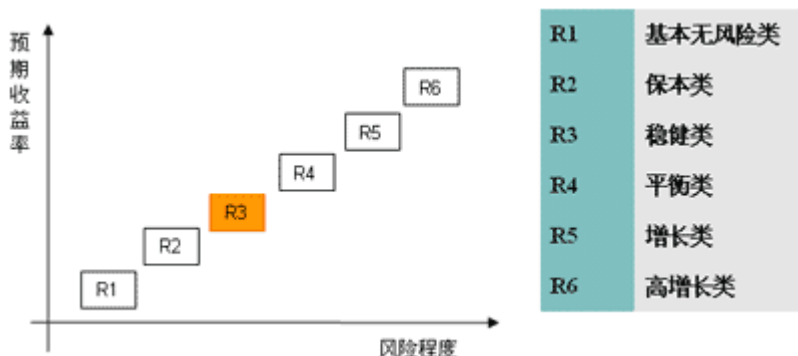 预期收益率
R6
R5
R4
R3
R2
R1
风险程度
R1 基本无风险类
R2 保本类
R3 稳健类
R4 平衡类
R5 增长类
R6 高增长类